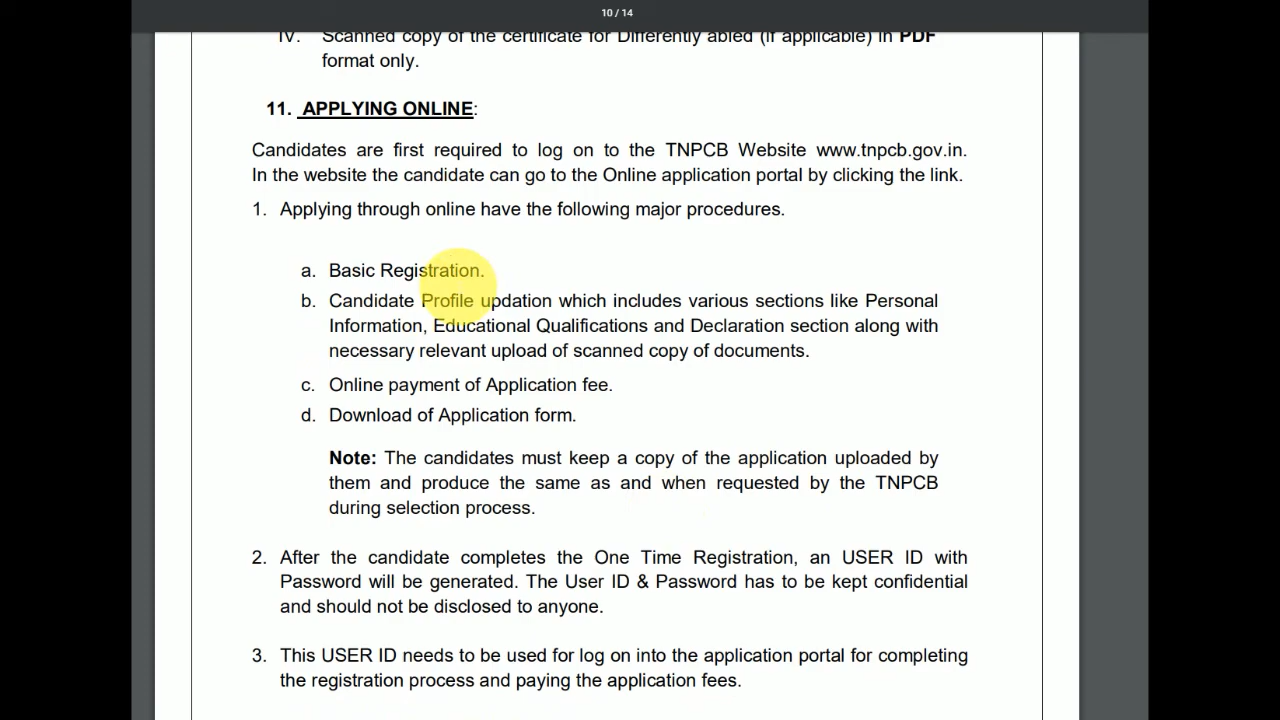 10 / 14
iv. Scanned copy of the certificate for Differently abled (if applicable) in PDF
format only.
11. APPLYING ONLINE:
Candidates are first required to log on to the TNPCB Website www.tnpcb.gov.in.
In the website the candidate can go to the Online application portal by clicking the link.
1. Applying through online have the following major procedures.
a. Basic Registration.
b. Candidate Profile updation which includes various sections like Personal
Information, Educational Qualifications and Declaration section along with
necessary relevant upload of scanned copy of documents.
c. Online payment of Application fee.
d. Download of Application form.
Note: The candidates must keep a copy of the application uploaded by
them and produce the same as and when requested by the TNPCB
during selection process.
2. After the candidate completes the One Time Registration, an USER ID with
Password will be generated. The User ID & Password has to be kept confidential
and should not be disclosed to anyone.
3. This USER ID needs to be used for log on into the application portal for completing
the registration process and paying the application fees.